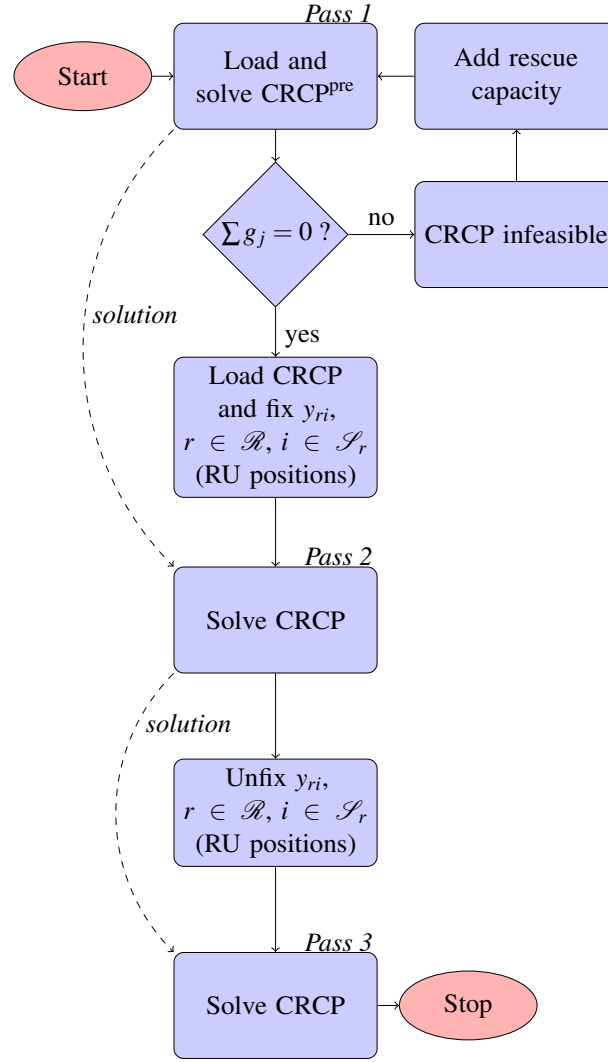 Pass 1
Start
Load and
solve CRCP^pre
Add rescue
capacity
∑ g_j = 0 ?
no
CRCP infeasible
solution
yes
Load CRCP
and fix y_ri,
r ∈ ℛ, i ∈ 𝒮_r
(RU positions)
Pass 2
Solve CRCP
solution
Unfix y_ri,
r ∈ ℛ, i ∈ 𝒮_r
(RU positions)
Pass 3
Solve CRCP
Stop